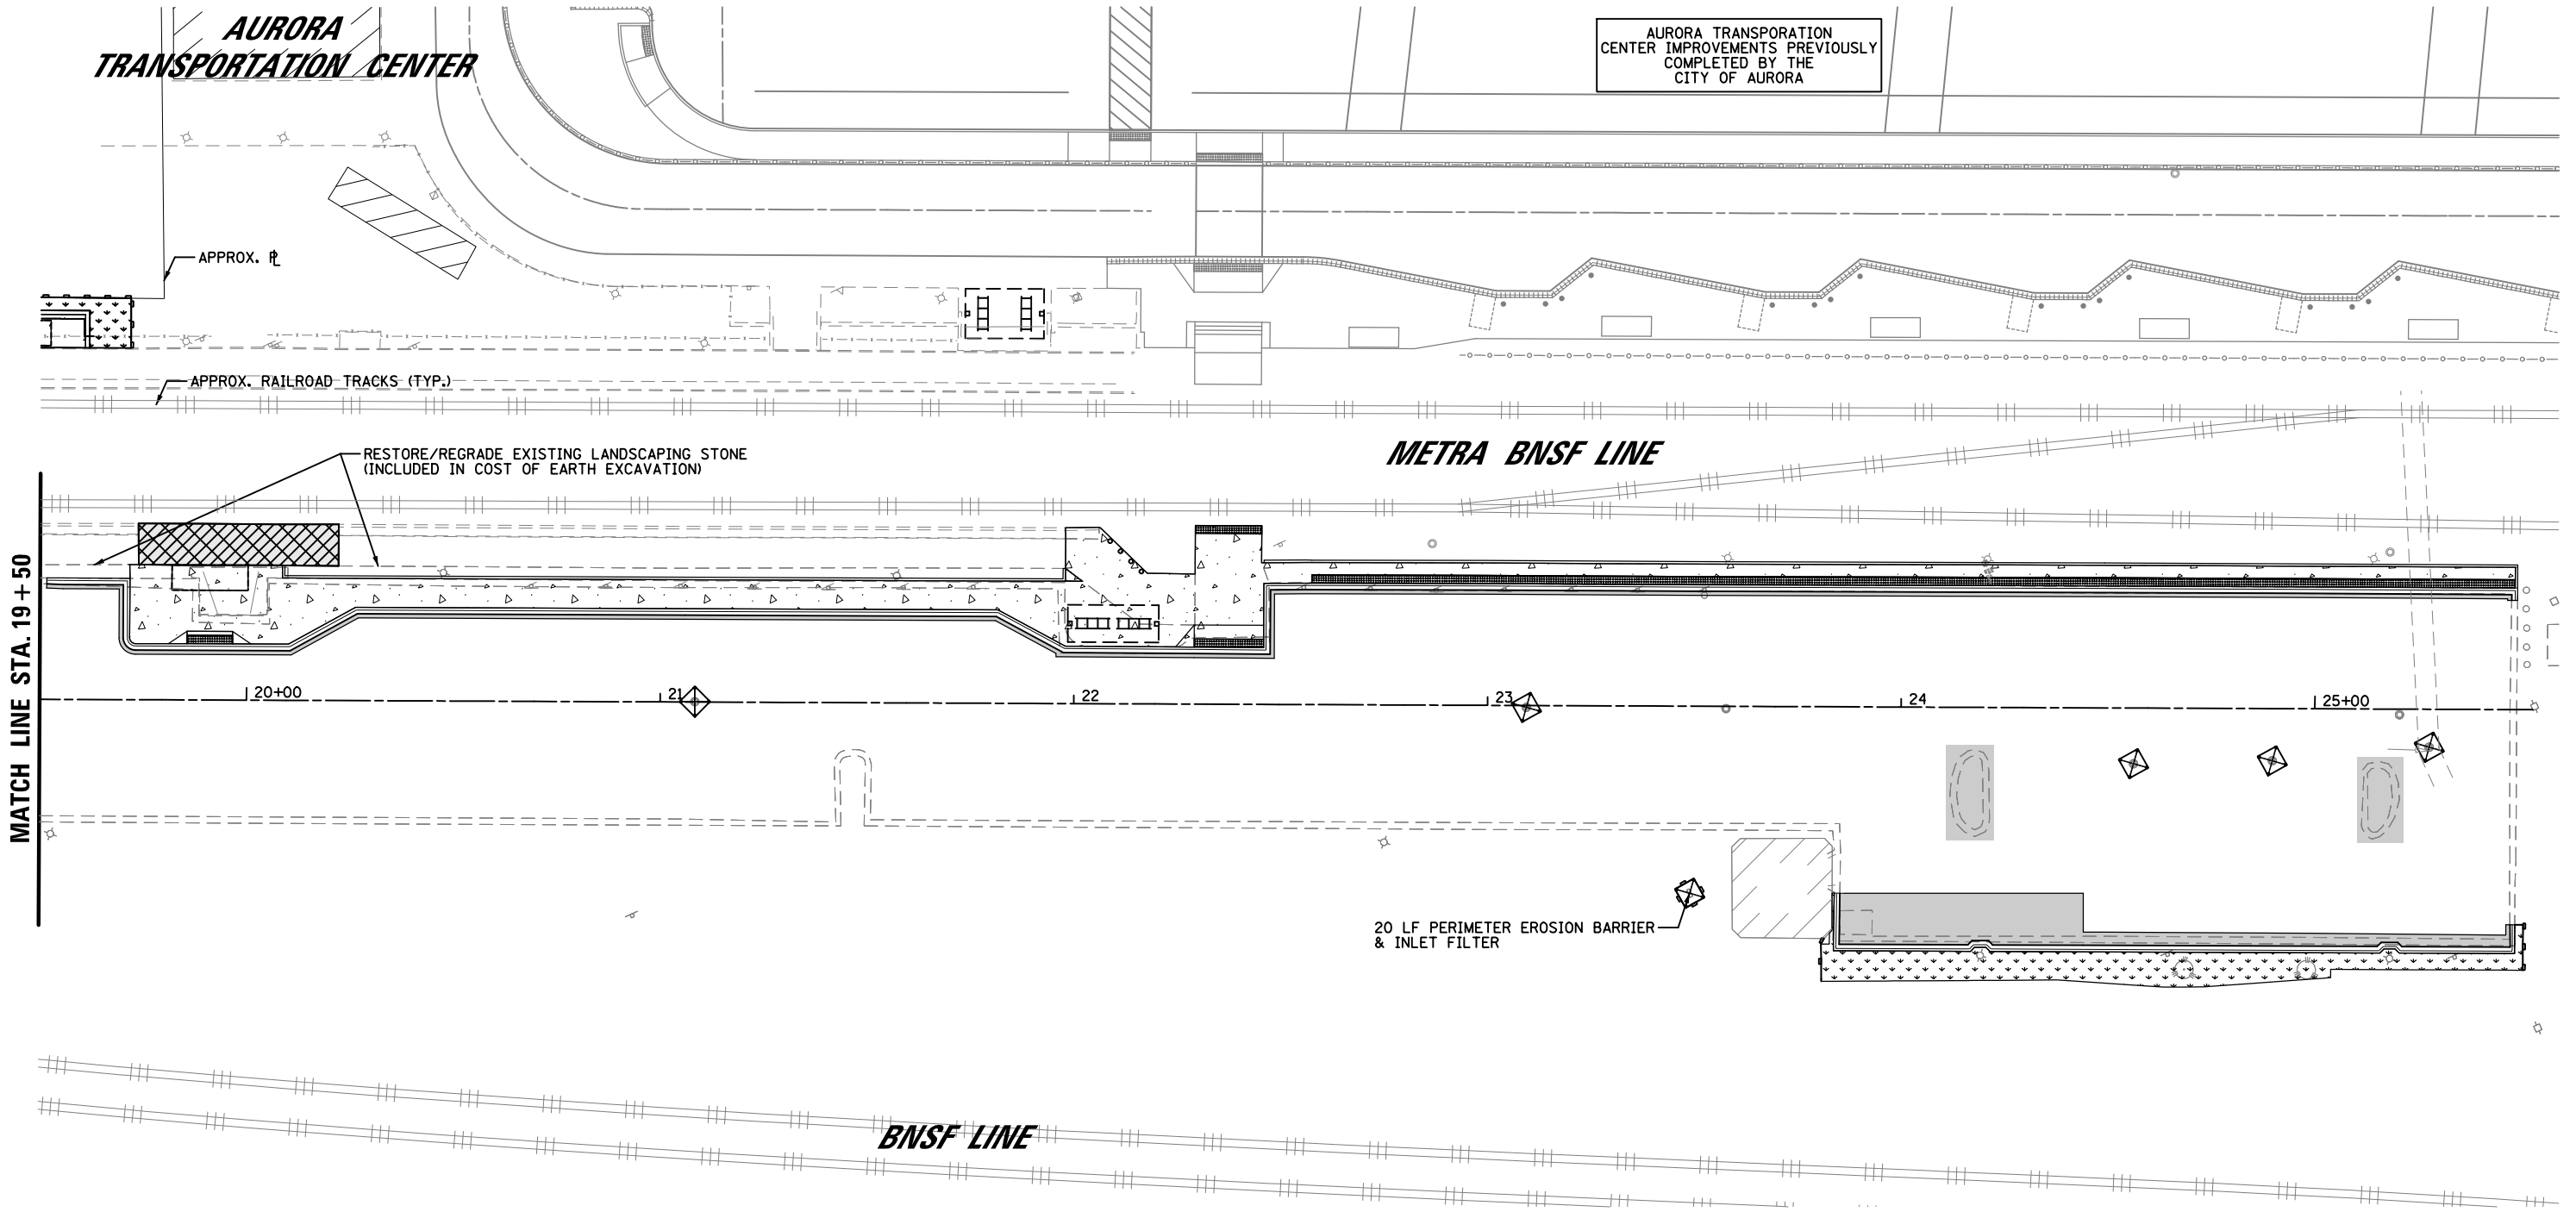 AURORA
TRANSPORTATION CENTER
AURORA TRANSPORATION
CENTER IMPROVEMENTS PREVIOUSLY
COMPLETED BY THE
CITY OF AURORA
APPROX. ⅊
APPROX. RAILROAD TRACKS (TYP.)
METRA BNSF LINE
RESTORE/REGRADE EXISTING LANDSCAPING STONE
(INCLUDED IN COST OF EARTH EXCAVATION)
MATCH LINE STA. 19+50
20+00
21
22
23
24
25+00
20 LF PERIMETER EROSION BARRIER
& INLET FILTER
BNSF LINE